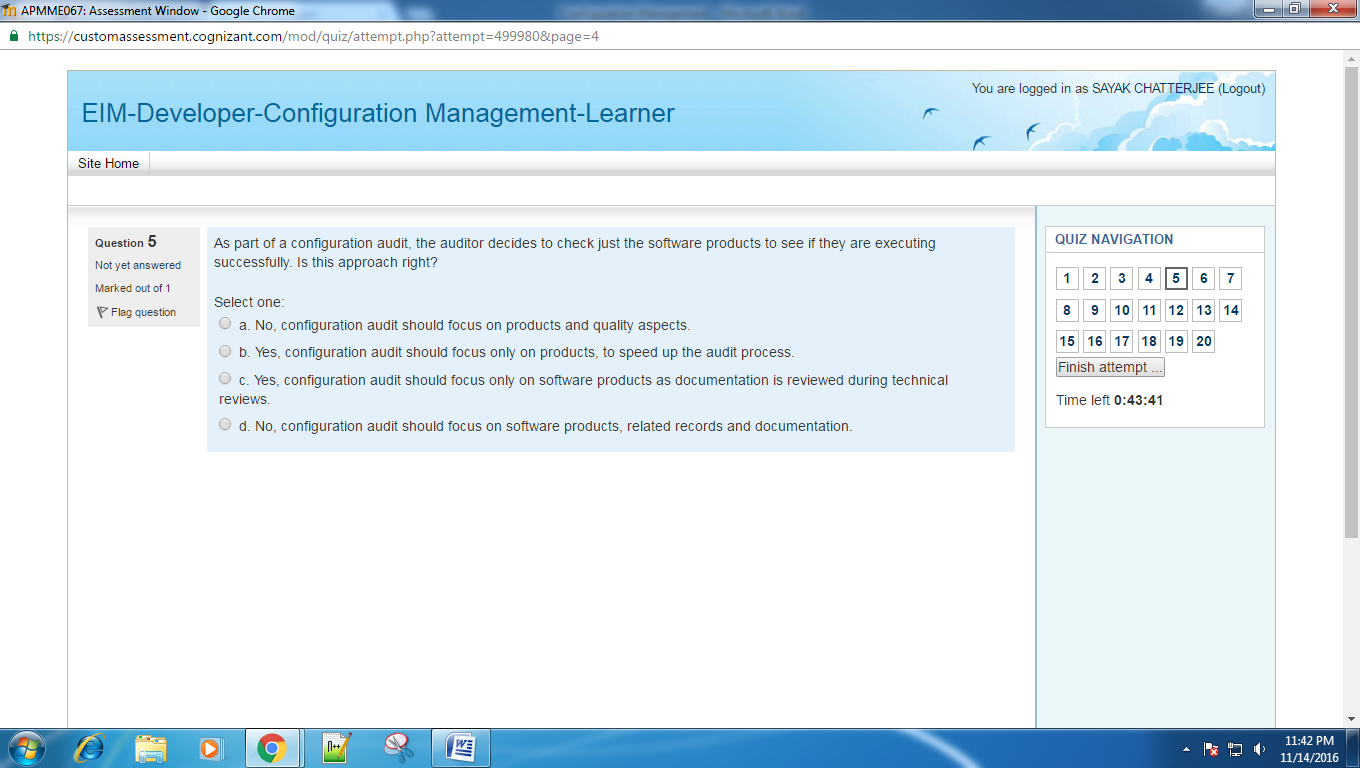 APMME067: Assessment Window - Google Chrome
https://customassessment.cognizant.com/mod/quiz/attempt.php?attempt=499980&page=4
You are logged in as SAYAK CHATTERJEE (Logout)
EIM-Developer-Configuration Management-Learner
Site Home
Question 5
Not yet answered
Marked out of 1
Flag question
As part of a configuration audit, the auditor decides to check just the software products to see if they are executing
successfully. Is this approach right?
Select one:
a. No, configuration audit should focus on products and quality aspects.
b. Yes, configuration audit should focus only on products, to speed up the audit process.
c. Yes, configuration audit should focus only on software products as documentation is reviewed during technical
reviews.
d. No, configuration audit should focus on software products, related records and documentation.
QUIZ NAVIGATION
1 2 3 4 5 6 7
8 9 10 11 12 13 14
15 16 17 18 19 20
Finish attempt ...
Time left 0:43:41
11:42 PM
11/14/2016